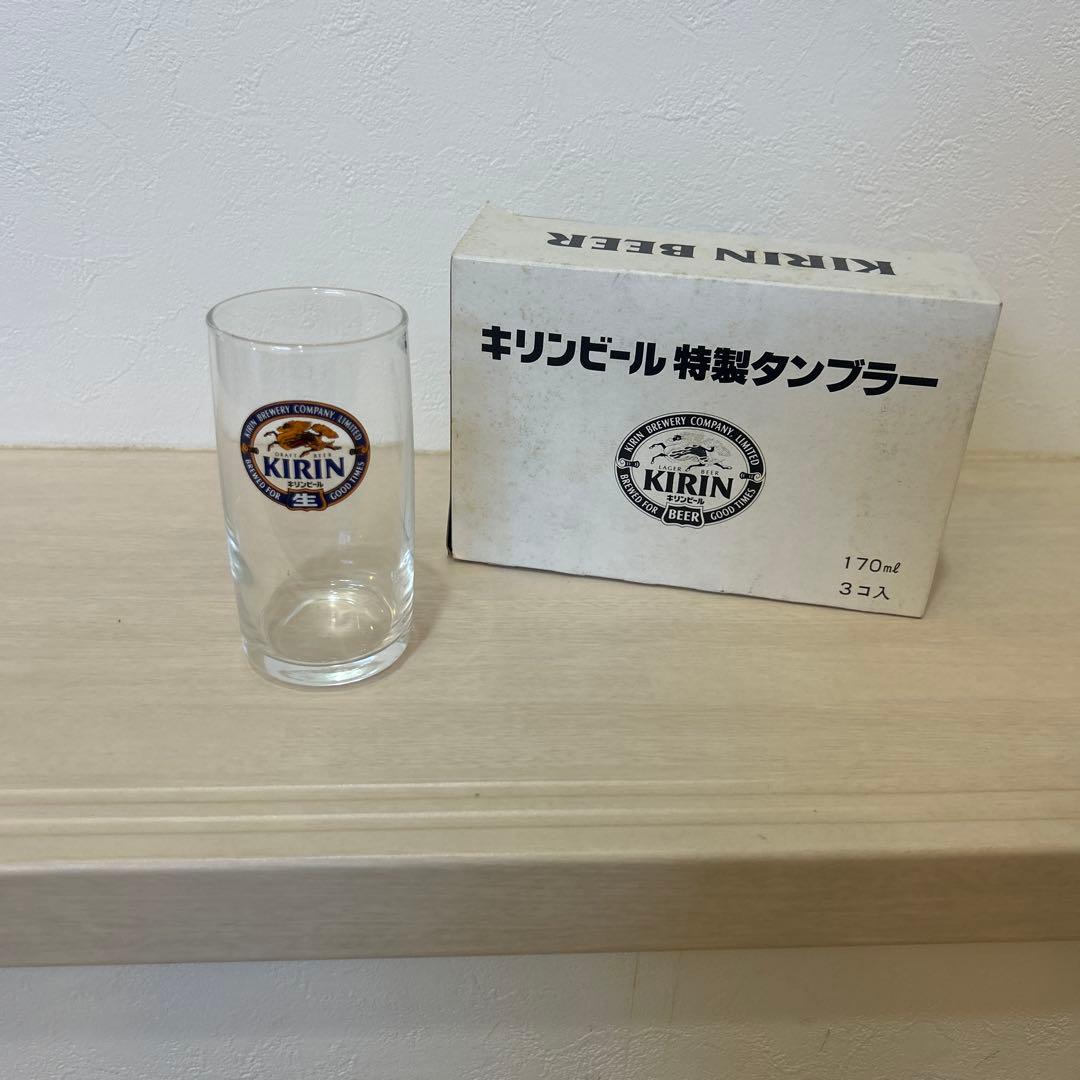 KIRIN BREWERY COMPANY, LIMITED
DRAFT BEER
KIRIN
キリンビール
生
BREWED FOR GOOD TIMES
KIRIN BEER
キリンビール 特製タンブラー
KIRIN BREWERY COMPANY, LIMITED
LAGER BEER
KIRIN
キリンビール
BEER
BREWED FOR GOOD TIMES
170ml
3コ入